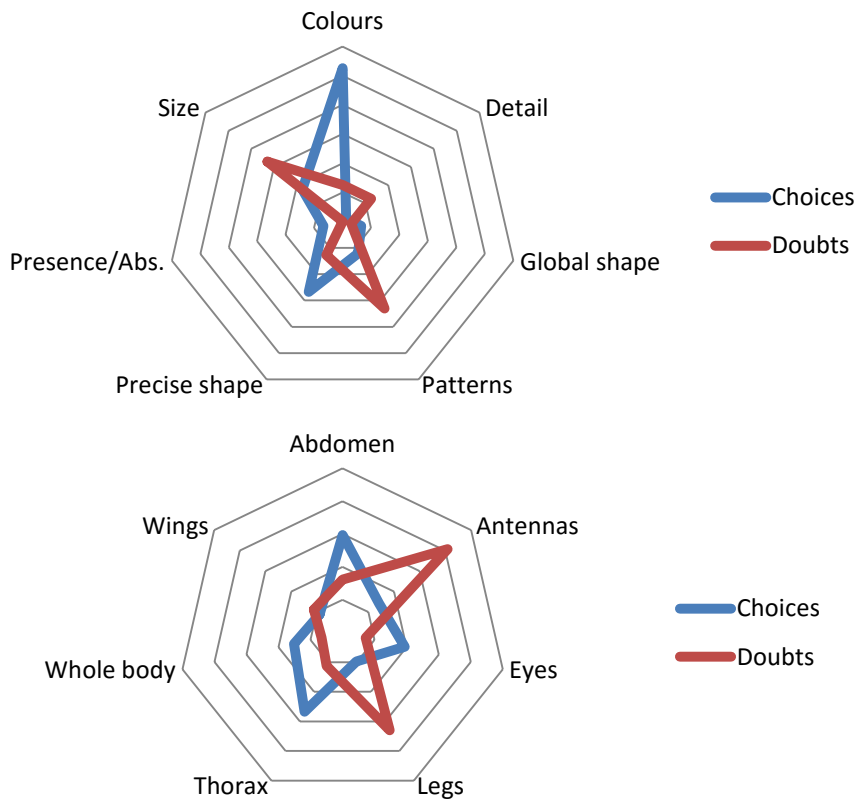 Colours
Size
Detail
Choices
Doubts
Presence/Abs.
Global shape
Precise shape
Patterns
Abdomen
Wings
Antennas
Choices
Doubts
Whole body
Eyes
Thorax
Legs